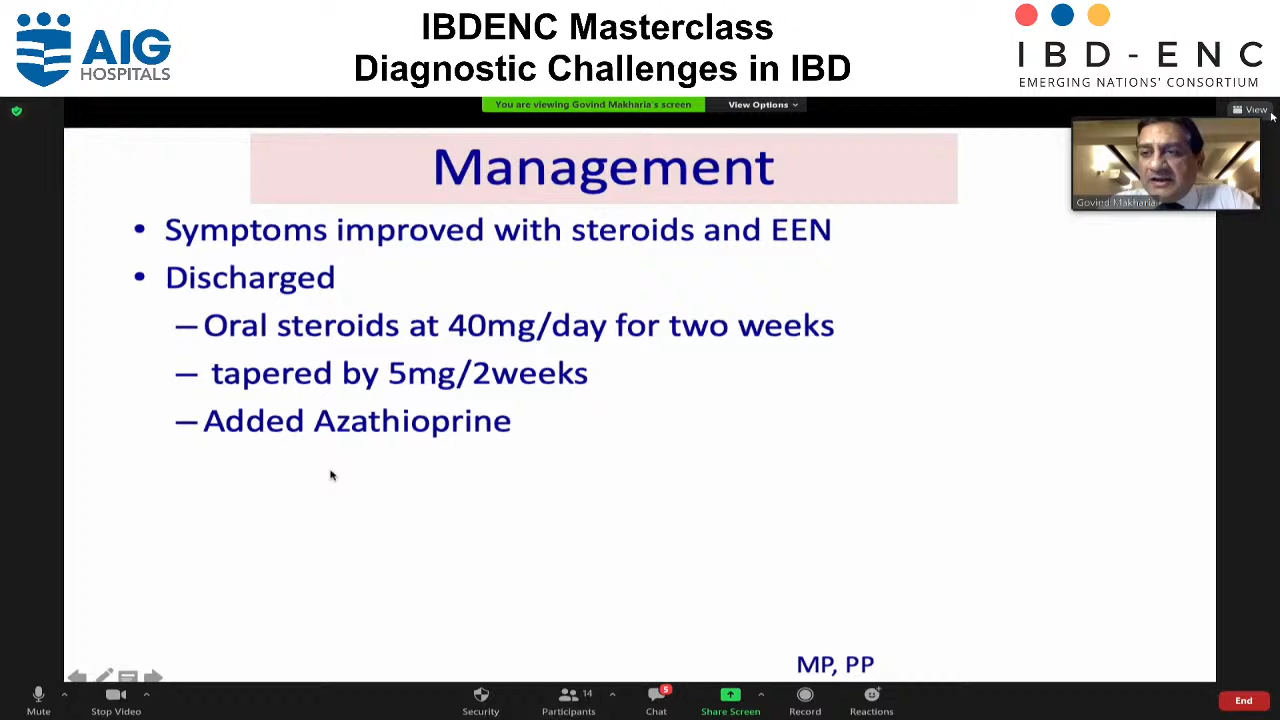 IBDENC Masterclass
Diagnostic Challenges in IBD
AIG
HOSPITALS
IBD-ENC
EMERGING NATIONS' CONSORTIUM
You are viewing Govind Makharia's screen
View Options
View
Govind Makharia
Management
• Symptoms improved with steroids and EEN
• Discharged
– Oral steroids at 40mg/day for two weeks
– tapered by 5mg/2weeks
– Added Azathioprine
MP, PP
Mute
Stop Video
Security
Participants
14
Chat
5
Share Screen
Record
Reactions
End